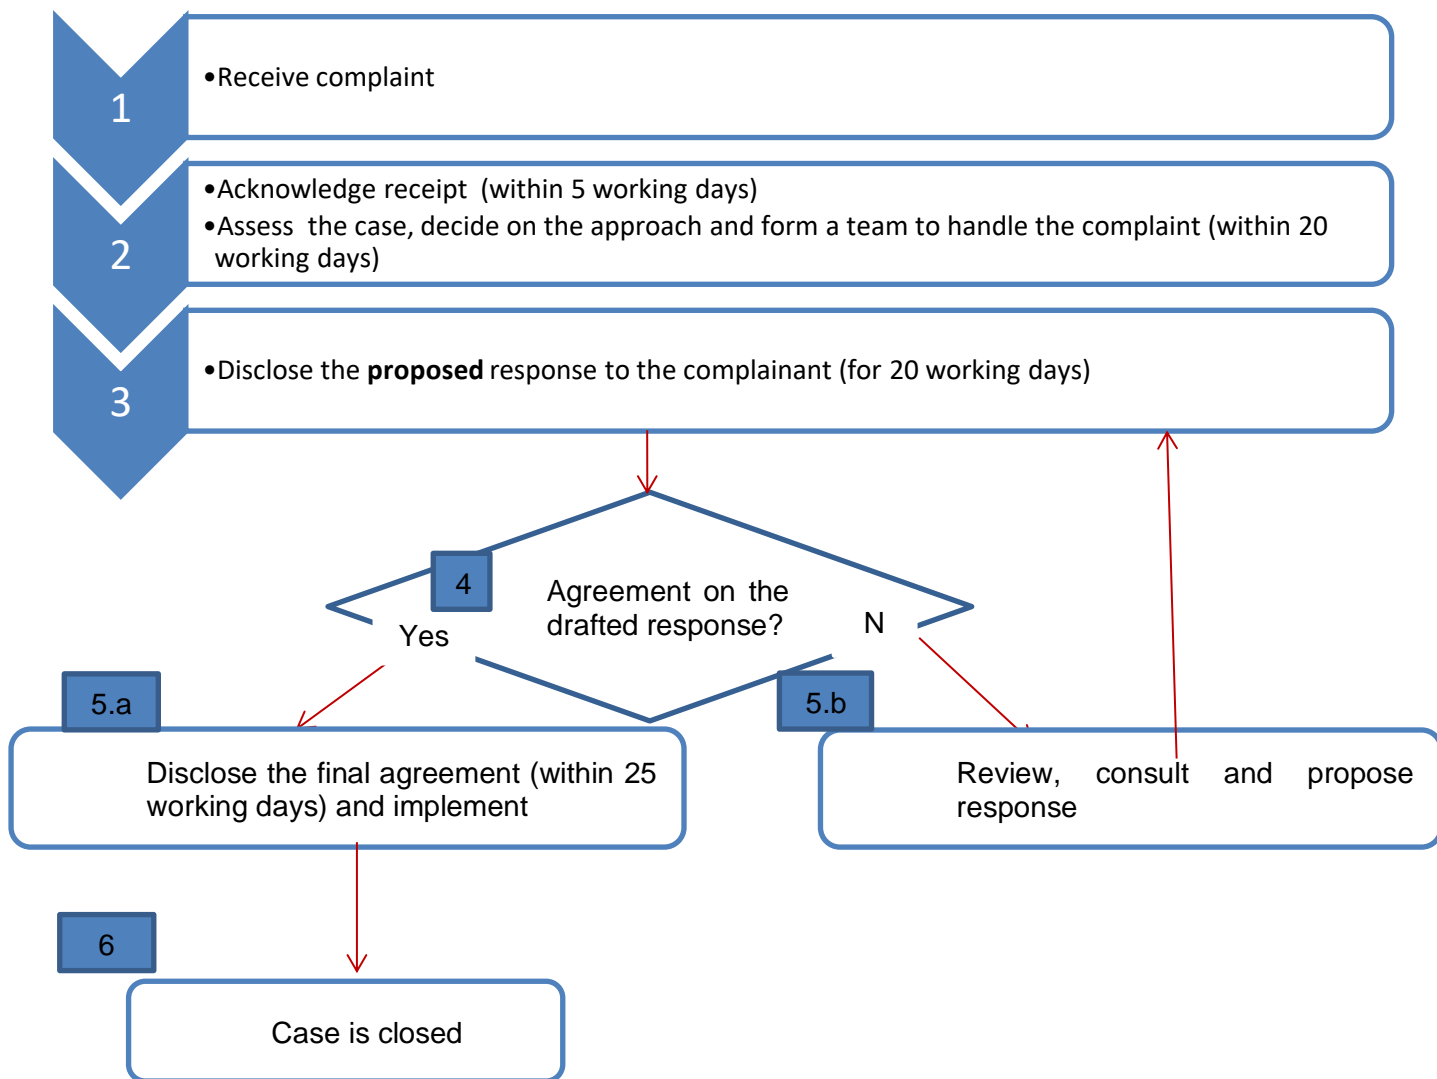 1
•Receive complaint
2
•Acknowledge receipt (within 5 working days)
•Assess the case, decide on the approach and form a team to handle the complaint (within 20
working days)
3
•Disclose the proposed response to the complainant (for 20 working days)
4
Agreement on the
drafted response?
Yes
N
5.a
Disclose the final agreement (within 25
working days) and implement
5.b
Review, consult and propose
response
6
Case is closed